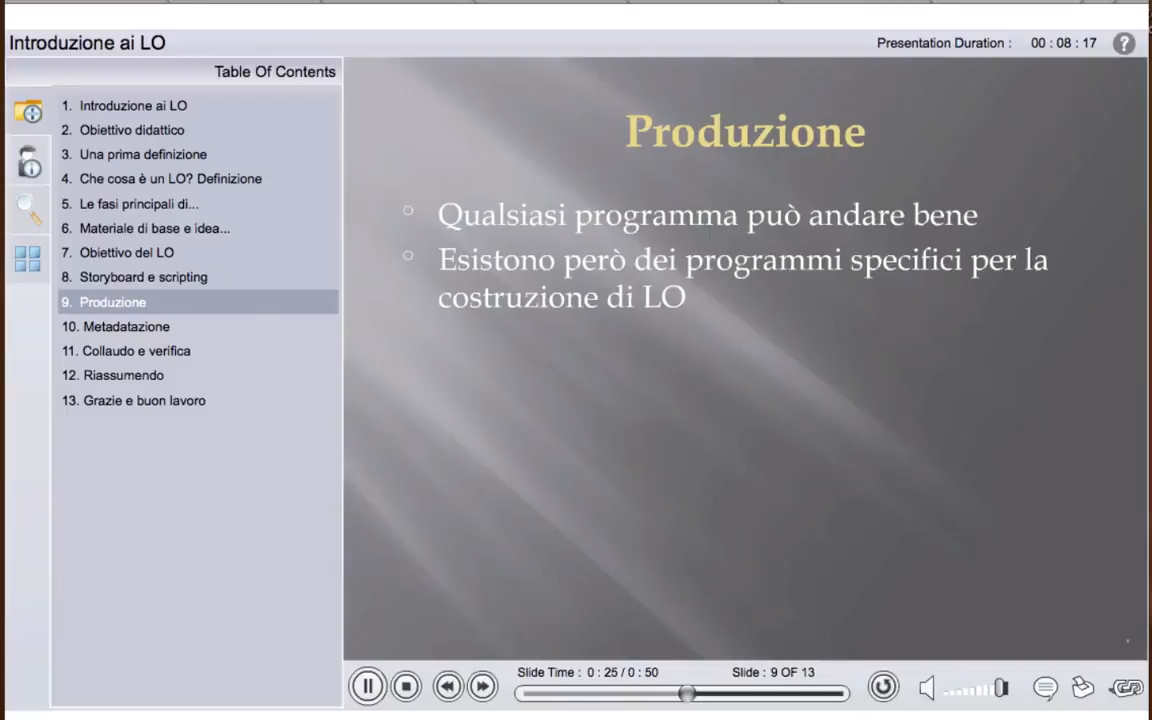 Introduzione ai LO
Presentation Duration : 00 : 08 : 17
?
Table Of Contents
1. Introduzione ai LO
2. Obiettivo didattico
3. Una prima definizione
4. Che cosa è un LO? Definizione
5. Le fasi principali di...
6. Materiale di base e idea...
7. Obiettivo del LO
8. Storyboard e scripting
9. Produzione
10. Metadatazione
11. Collaudo e verifica
12. Riassumendo
13. Grazie e buon lavoro
Produzione
Qualsiasi programma può andare bene
Esistono però dei programmi specifici per la
costruzione di LO
Slide Time : 0 : 25 / 0 : 50
Slide : 9 OF 13